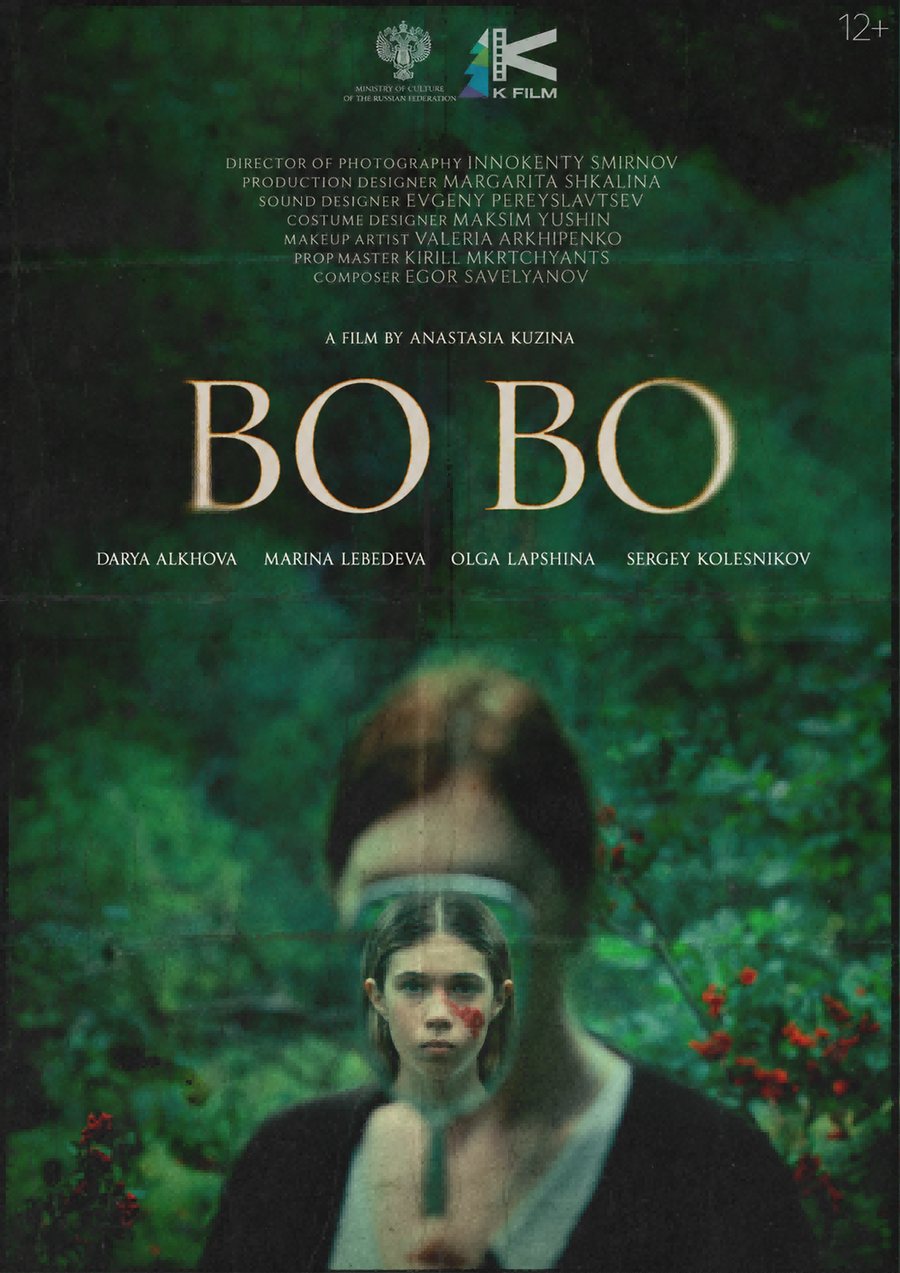 12+
MINISTRY OF CULTURE
OF THE RUSSIAN FEDERATION
K FILM
DIRECTOR OF PHOTOGRAPHY INNOKENTY SMIRNOV
PRODUCTION DESIGNER MARGARITA SHKALINA
SOUND DESIGNER EVGENY PEREYSLAVTSEV
COSTUME DESIGNER MAKSIM YUSHIN
MAKEUP ARTIST VALERIA ARKHIPENKO
PROP MASTER KIRILL MKRTCHYANTS
COMPOSER EGOR SAVELYANOV
A FILM BY ANASTASIA KUZINA
BO BO
DARYA ALKHOVA MARINA LEBEDEVA OLGA LAPSHINA SERGEY KOLESNIKOV